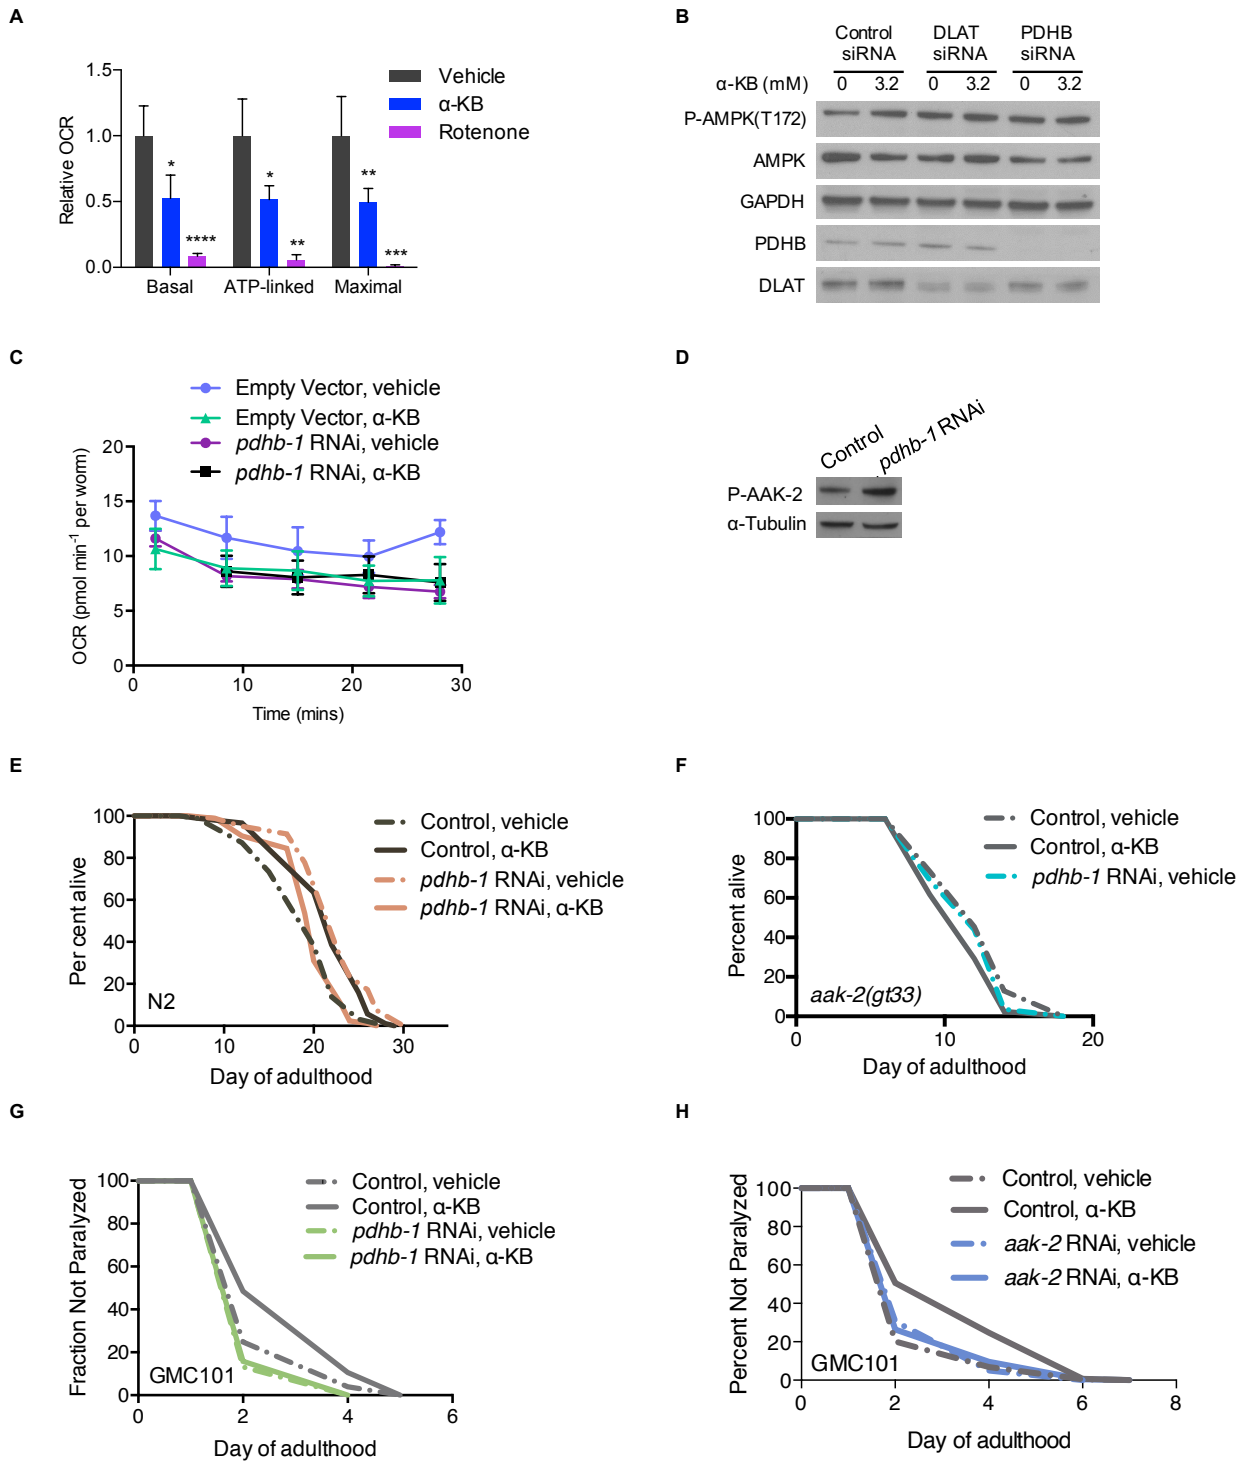 A
1.5
1.0
0.5
0.0
Relative OCR
Vehicle
α-KB
Rotenone
*
****
*
**
**
***
Basal
ATP-linked
Maximal
B
Control siRNA
DLAT siRNA
PDHB siRNA
α-KB (mM) 0 3.2 0 3.2 0 3.2
P-AMPK(T172)
AMPK
GAPDH
PDHB
DLAT
C
Empty Vector, vehicle
Empty Vector, α-KB
pdhb-1 RNAi, vehicle
pdhb-1 RNAi, α-KB
20
15
10
5
0
OCR (pmol min⁻¹ per worm)
0 10 20 30
Time (mins)
D
Control
pdhb-1 RNAi
P-AAK-2
α-Tubulin
E
100
80
60
40
20
0
Per cent alive
Control, vehicle
Control, α-KB
pdhb-1 RNAi, vehicle
pdhb-1 RNAi, α-KB
N2
0 10 20 30
Day of adulthood
F
100
80
60
40
20
0
Percent alive
Control, vehicle
Control, α-KB
pdhb-1 RNAi, vehicle
aak-2(gt33)
0 10 20
Day of adulthood
G
100
80
60
40
20
0
Fraction Not Paralyzed
Control, vehicle
Control, α-KB
pdhb-1 RNAi, vehicle
pdhb-1 RNAi, α-KB
GMC101
0 2 4 6
Day of adulthood
H
100
80
60
40
20
0
Percent Not Paralyzed
Control, vehicle
Control, α-KB
aak-2 RNAi, vehicle
aak-2 RNAi, α-KB
GMC101
0 2 4 6 8
Day of adulthood